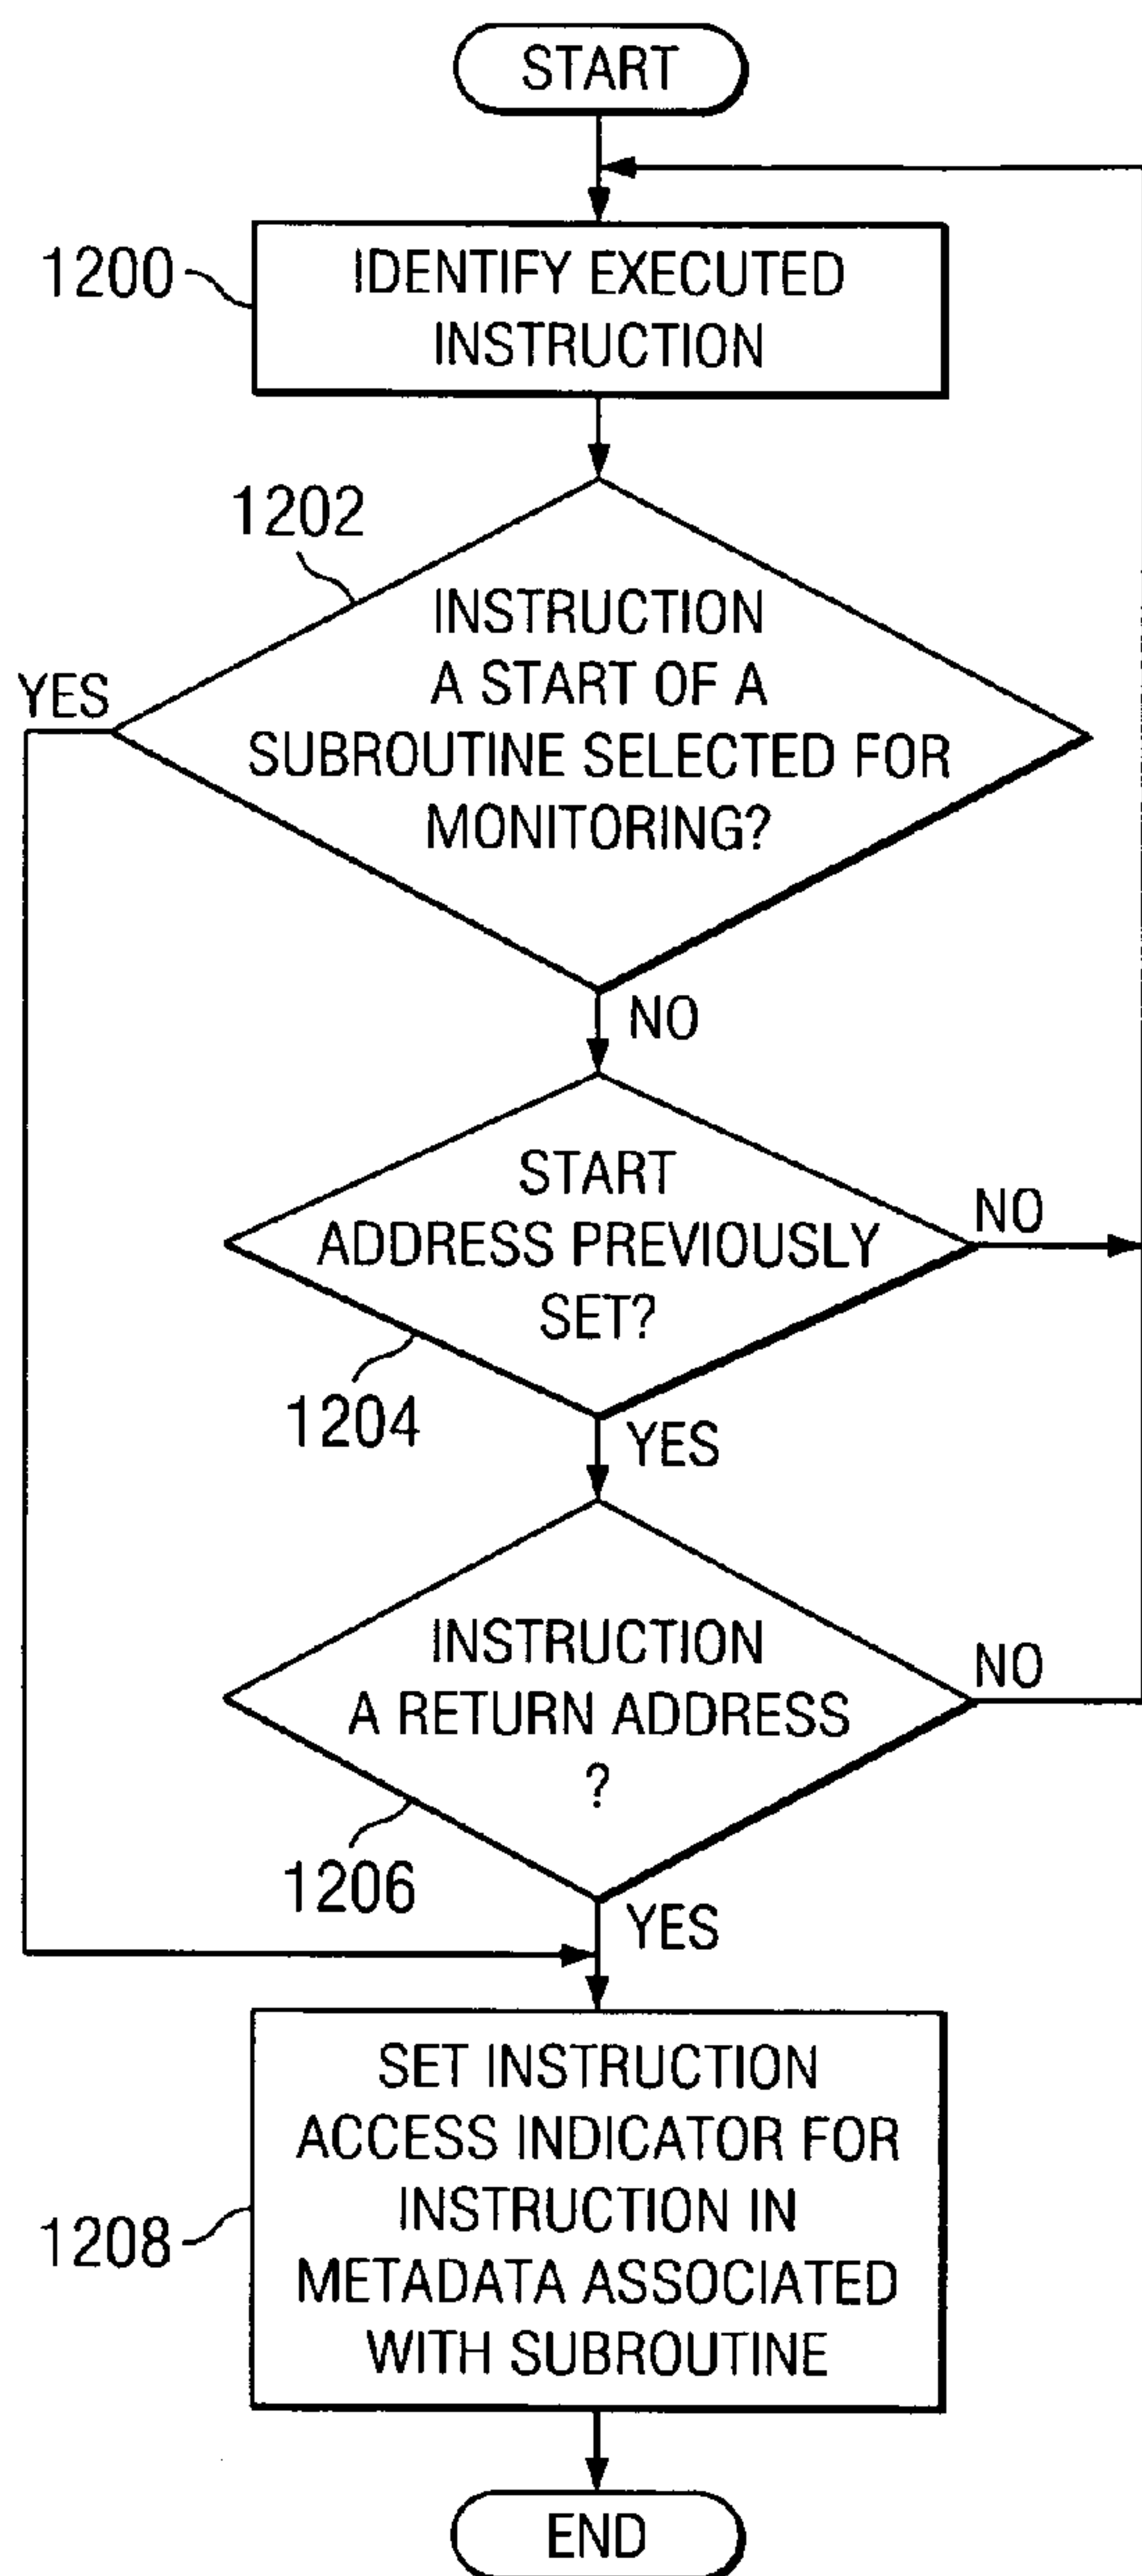 START
1200
IDENTIFY EXECUTED
INSTRUCTION
1202
INSTRUCTION
A START OF A
SUBROUTINE SELECTED FOR
MONITORING?
YES
NO
START
ADDRESS PREVIOUSLY
SET?
NO
1204
YES
INSTRUCTION
A RETURN ADDRESS
?
NO
1206
YES
SET INSTRUCTION
ACCESS INDICATOR FOR
INSTRUCTION IN
METADATA ASSOCIATED
WITH SUBROUTINE
1208
END